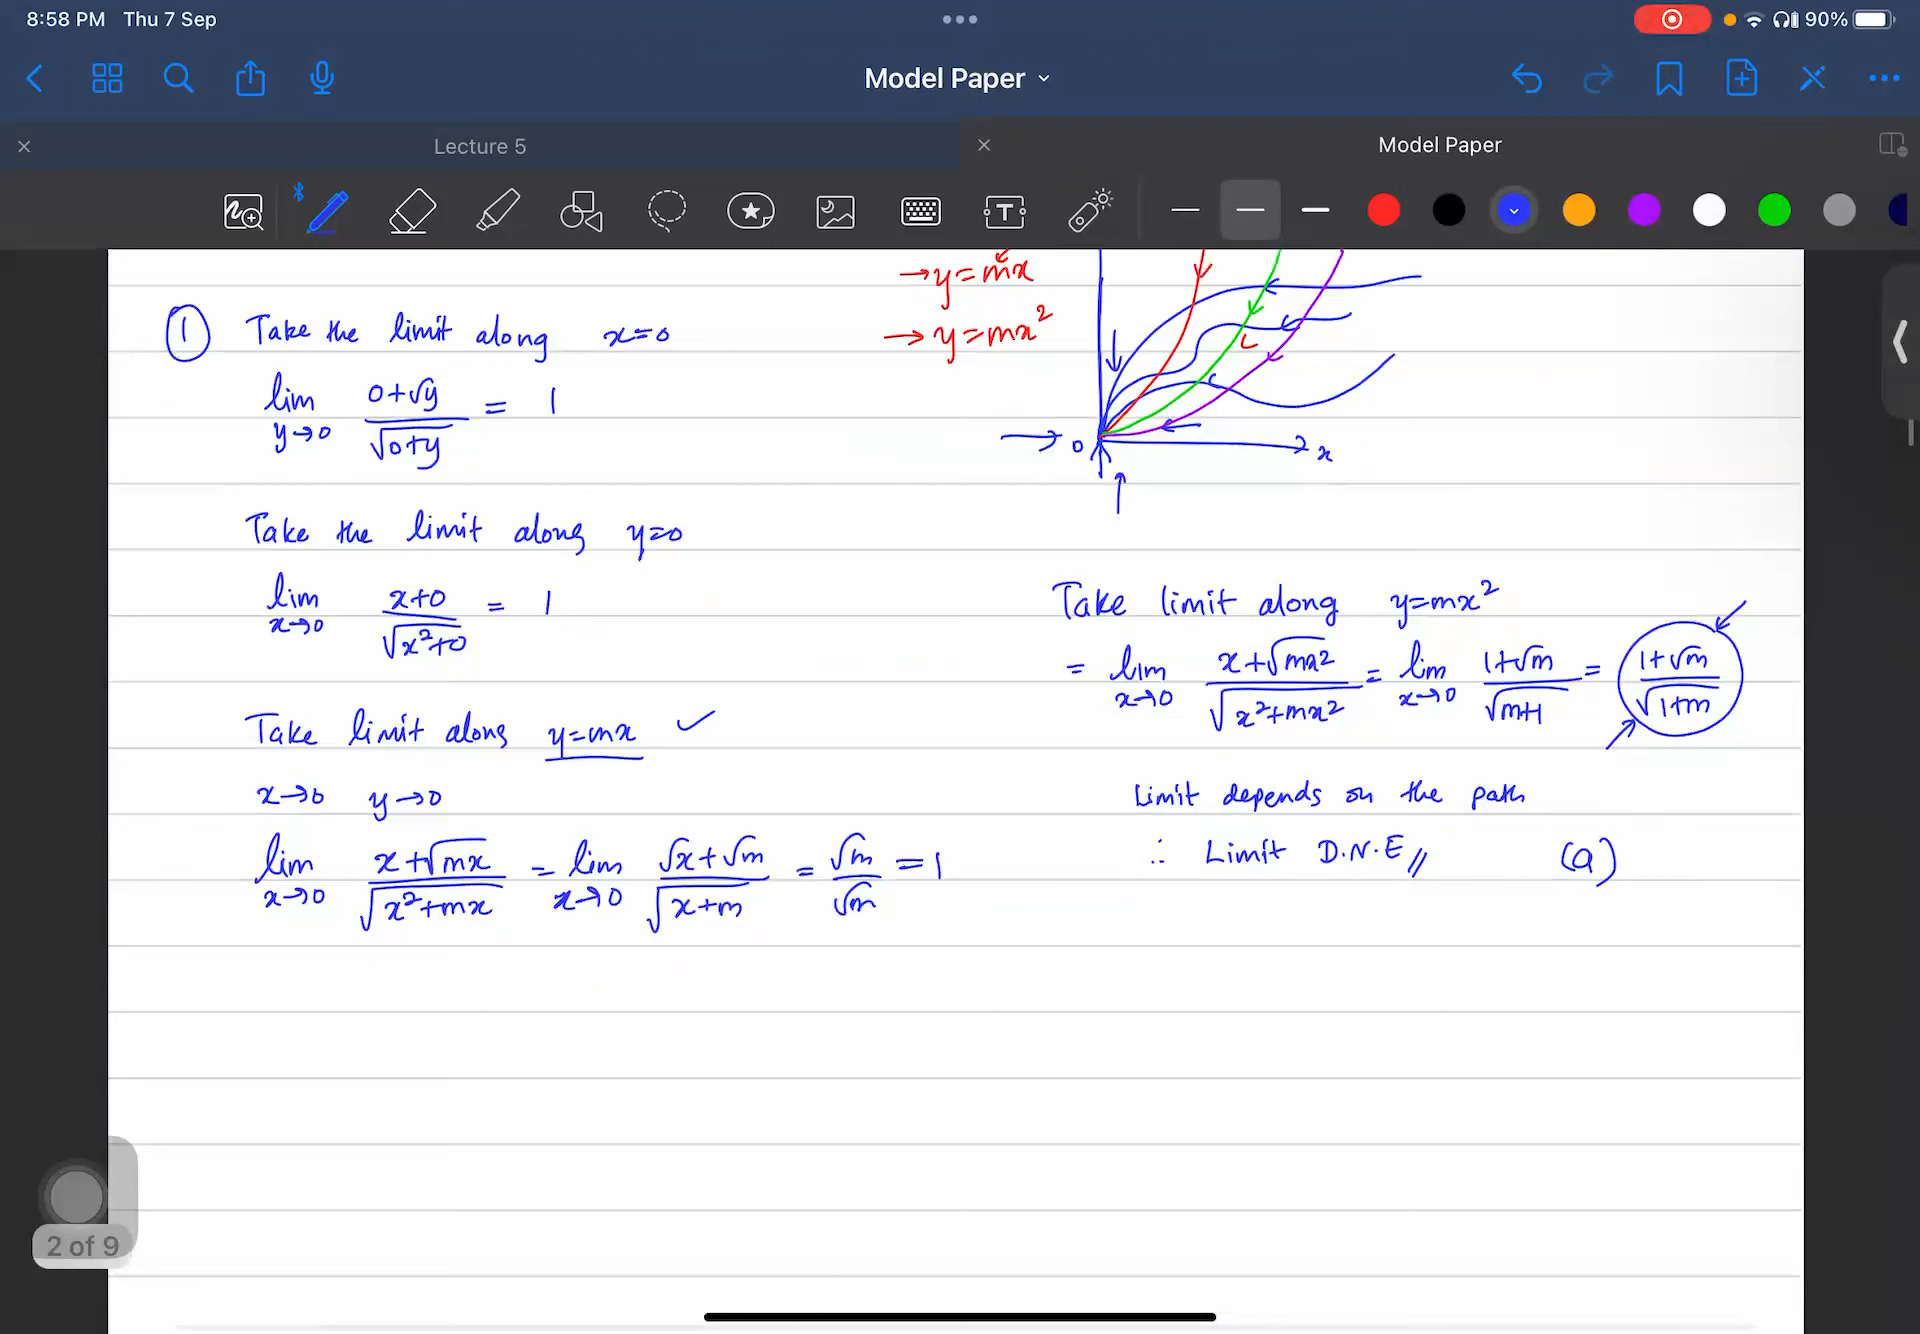 8:58 PM Thu 7 Sep
90%
Model Paper
Lecture 5
Model Paper
→ y = mx
→ y = mx²
① Take the limit along x=0
lim y→0 (0+√y)/(√(0+y)) = 1
0
x
Take the limit along y=0
lim x→0 (x+0)/(√(x²+0)) = 1
Take limit along y=mx ✓
x→0 y→0
lim x→0 (x+√(mx))/(√(x²+mx)) = lim x→0 (√x+√m)/(√(x+m)) = √m/√m = 1
Take limit along y=mx²
= lim x→0 (x+√(mx²))/(√(x²+mx²)) = lim x→0 (1+√m)/(√(m+1)) = (1+√m)/(√(1+m))
Limit depends on the path
∴ Limit D.N.E// (a)
2 of 9